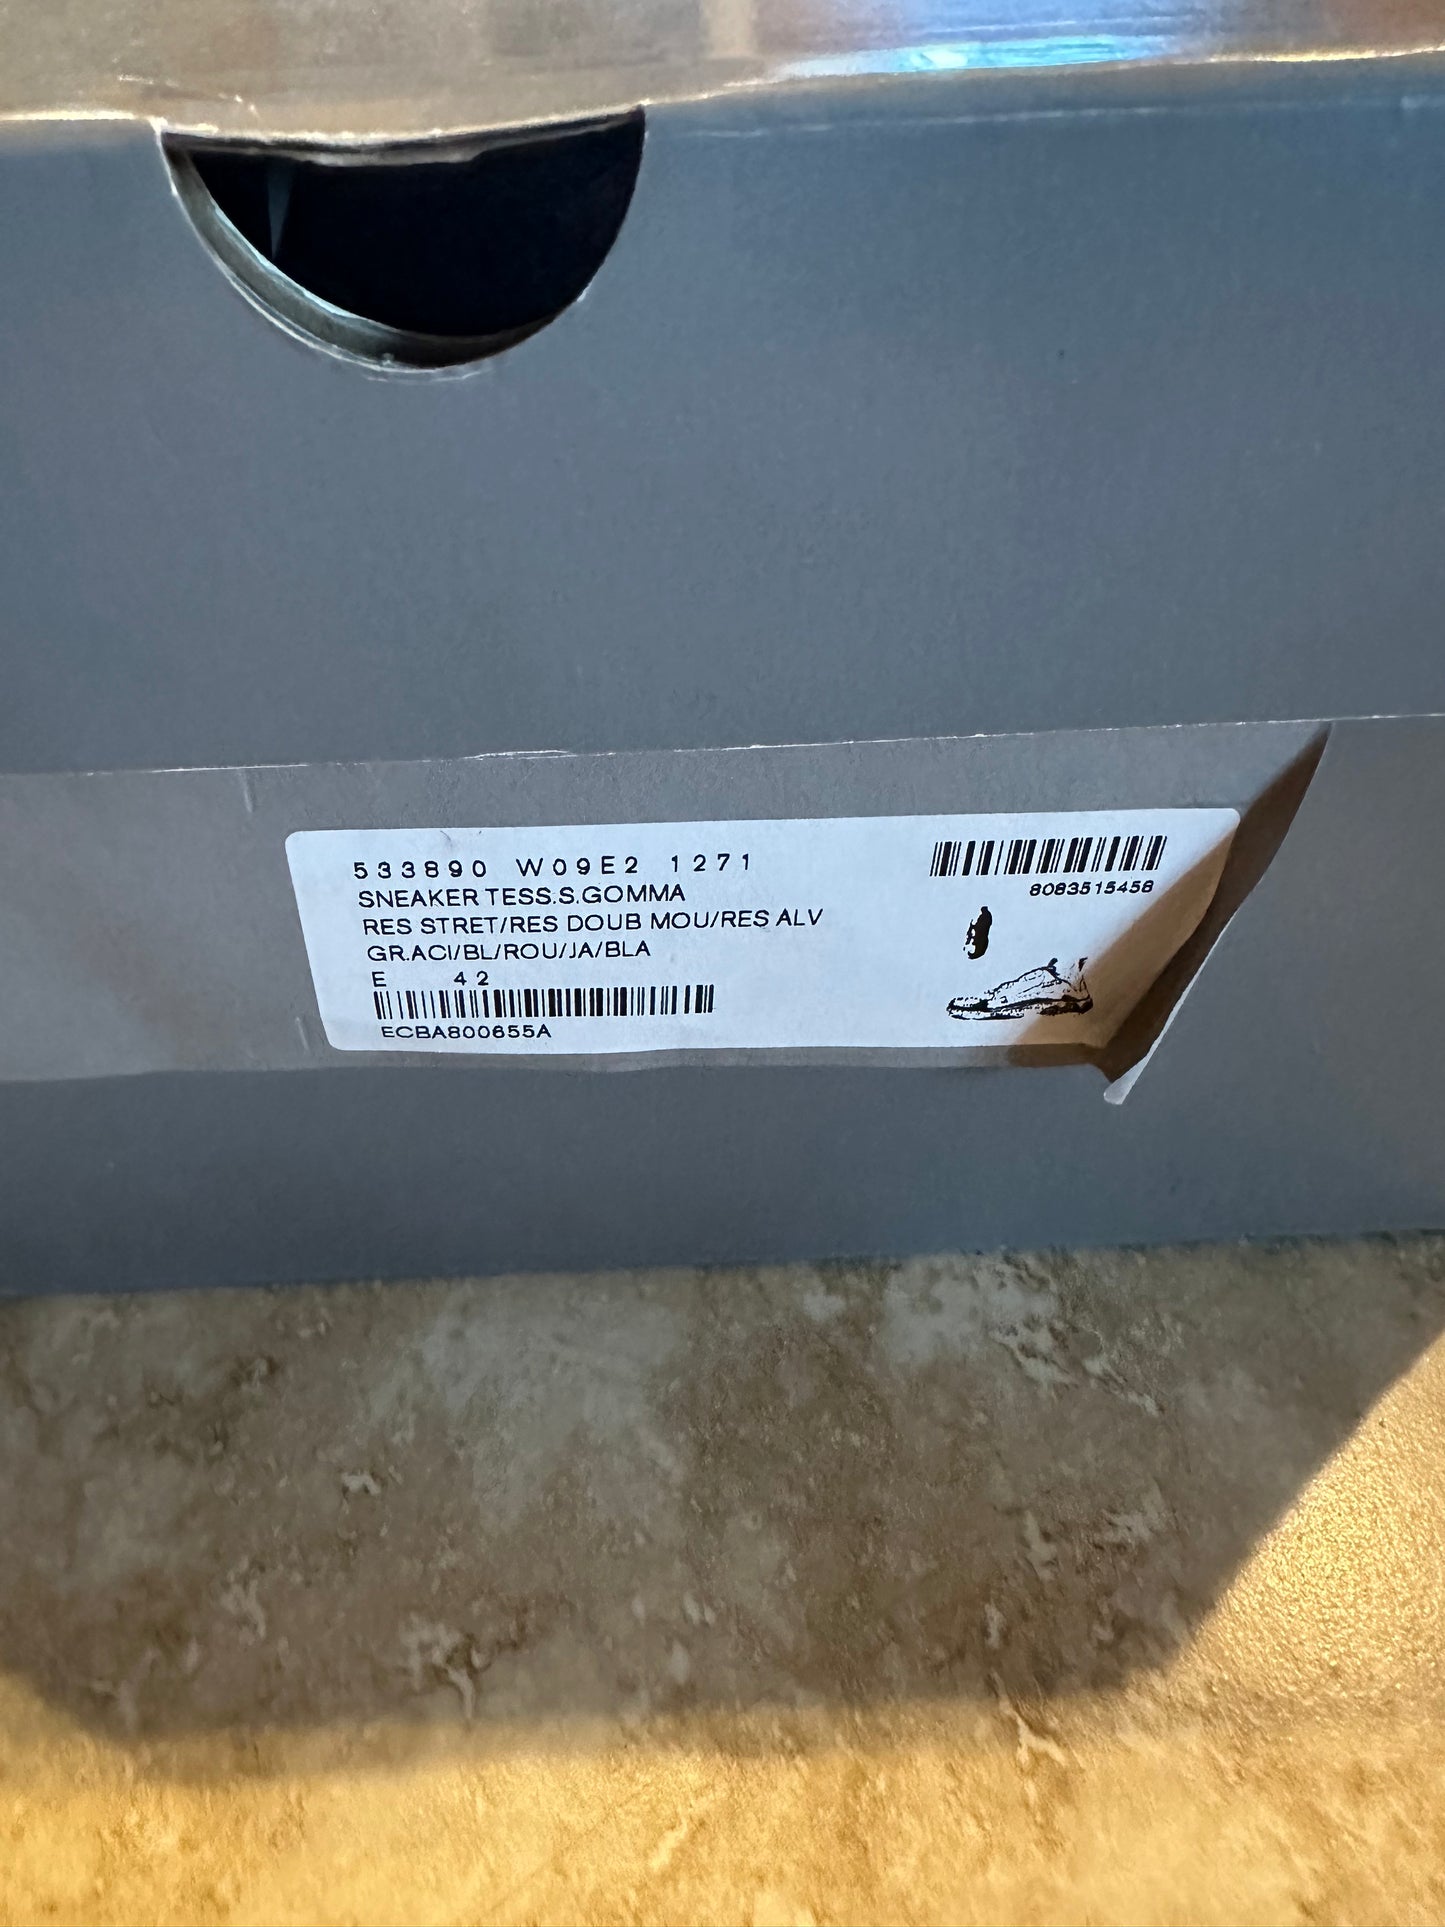 533890 W09E2 1271
SNEAKER TESS.S.GOMMA
RES STRET/RES DOUB MOU/RES ALV
GR.ACI/BL/ROU/JA/BLA
E 42
ECBA800655A
8083515458